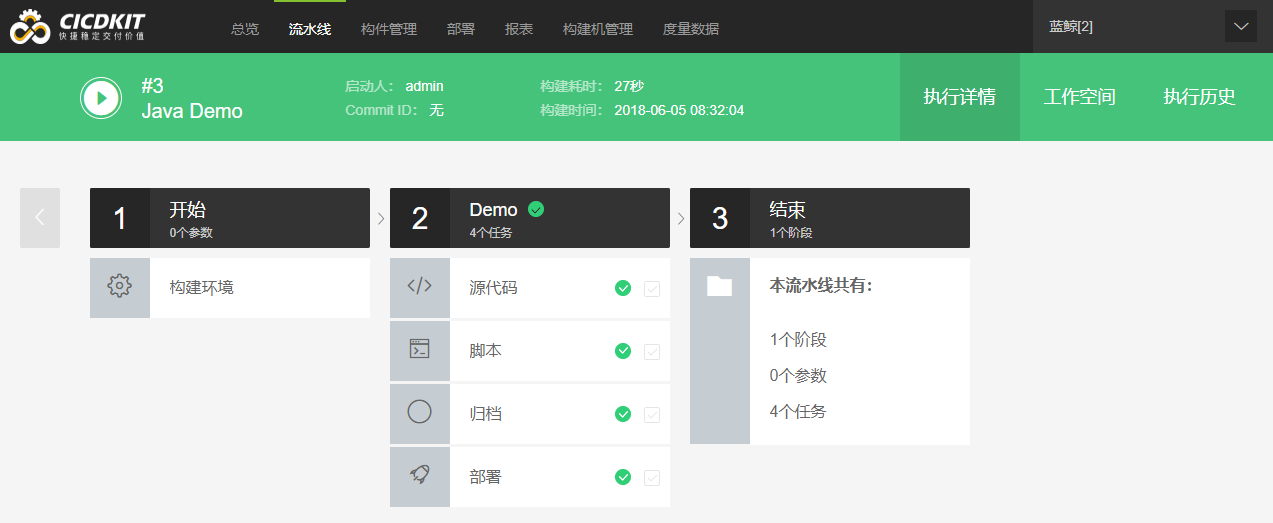 CICDKIT
快捷稳定交付价值
总览 流水线 构件管理 部署 报表 构建机管理 度量数据
蓝鲸[2]
#3
Java Demo
启动人： admin
Commit ID： 无
构建耗时： 27秒
构建时间： 2018-06-05 08:32:04
执行详情 工作空间 执行历史
1 开始
0个参数
构建环境
2 Demo
4个任务
源代码
脚本
归档
部署
3 结束
1个阶段
本流水线共有：
1个阶段
0个参数
4个任务